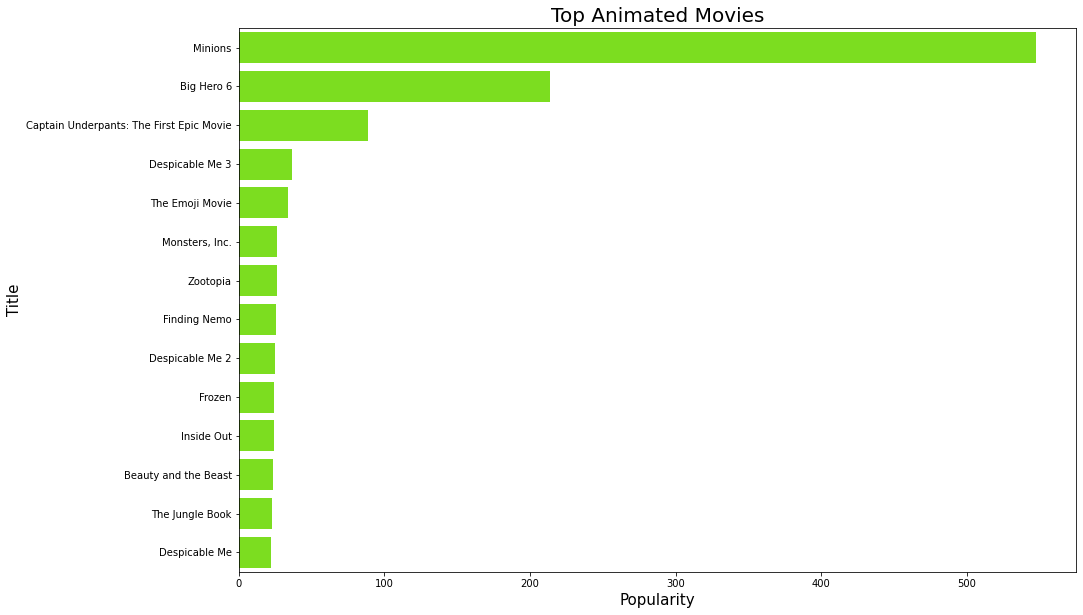 Top Animated Movies
Title
Minions
Big Hero 6
Captain Underpants: The First Epic Movie
Despicable Me 3
The Emoji Movie
Monsters, Inc.
Zootopia
Finding Nemo
Despicable Me 2
Frozen
Inside Out
Beauty and the Beast
The Jungle Book
Despicable Me
0 100 200 300 400 500
Popularity